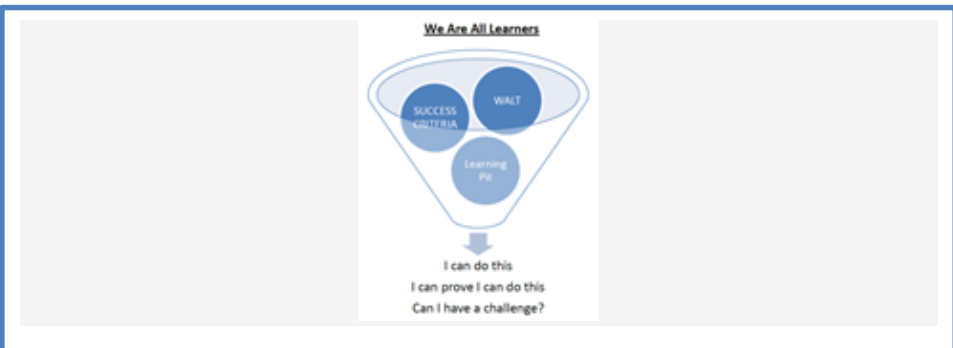 We Are All Learners
SUCCESS
CRITERIA
WALT
Learning
Pit
I can do this
I can prove I can do this
Can I have a challenge?